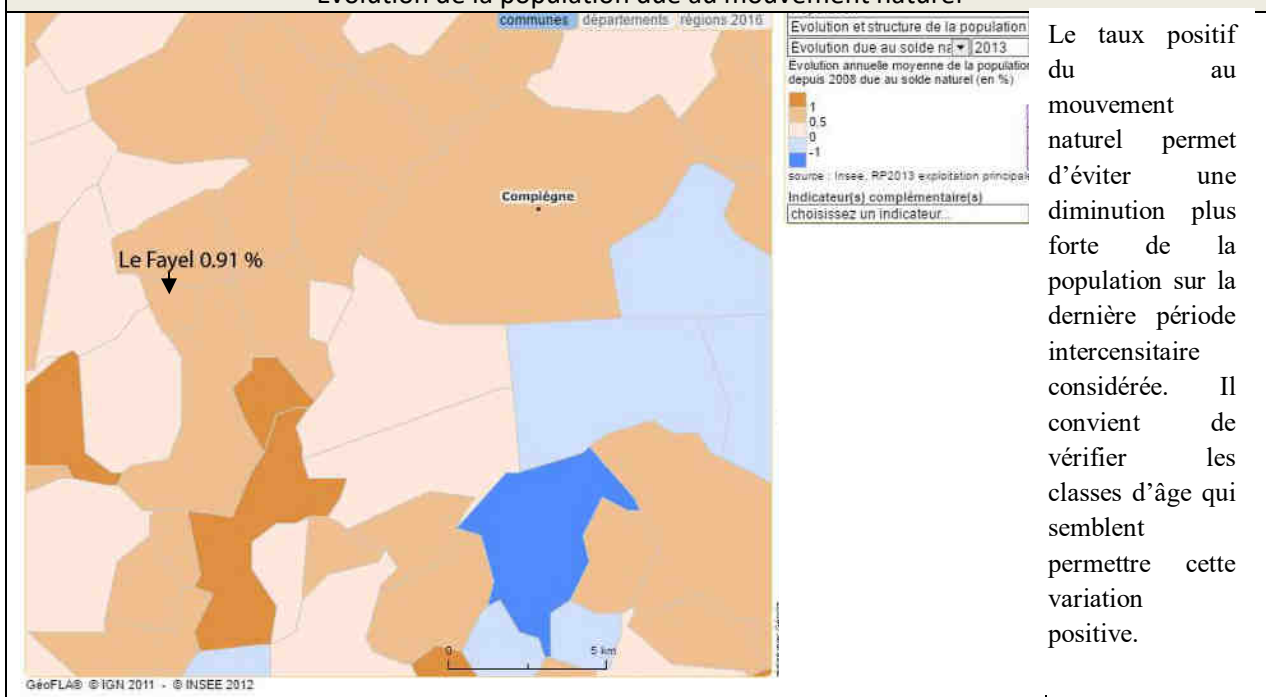 Evolution de la population due au mouvement naturel
communes départements régions 2016
Evolution et structure de la population
Evolution due au solde na 2013
Evolution annuelle moyenne de la population
depuis 2008 due au solde naturel (en %)
1
0.5
0
-1
source : Insee, RP2013 exploitation principale
Indicateur(s) complémentaire(s)
choisissez un indicateur...
Compiègne
Le Fayel 0.91 %
0 5 km
GéoFLA® © IGN 2011 - © INSEE 2012
Le taux positif
du au
mouvement
naturel permet
d’éviter une
diminution plus
forte de la
population sur la
dernière période
intercensitaire
considérée. Il
convient de
vérifier les
classes d’âge qui
semblent
permettre cette
variation
positive.